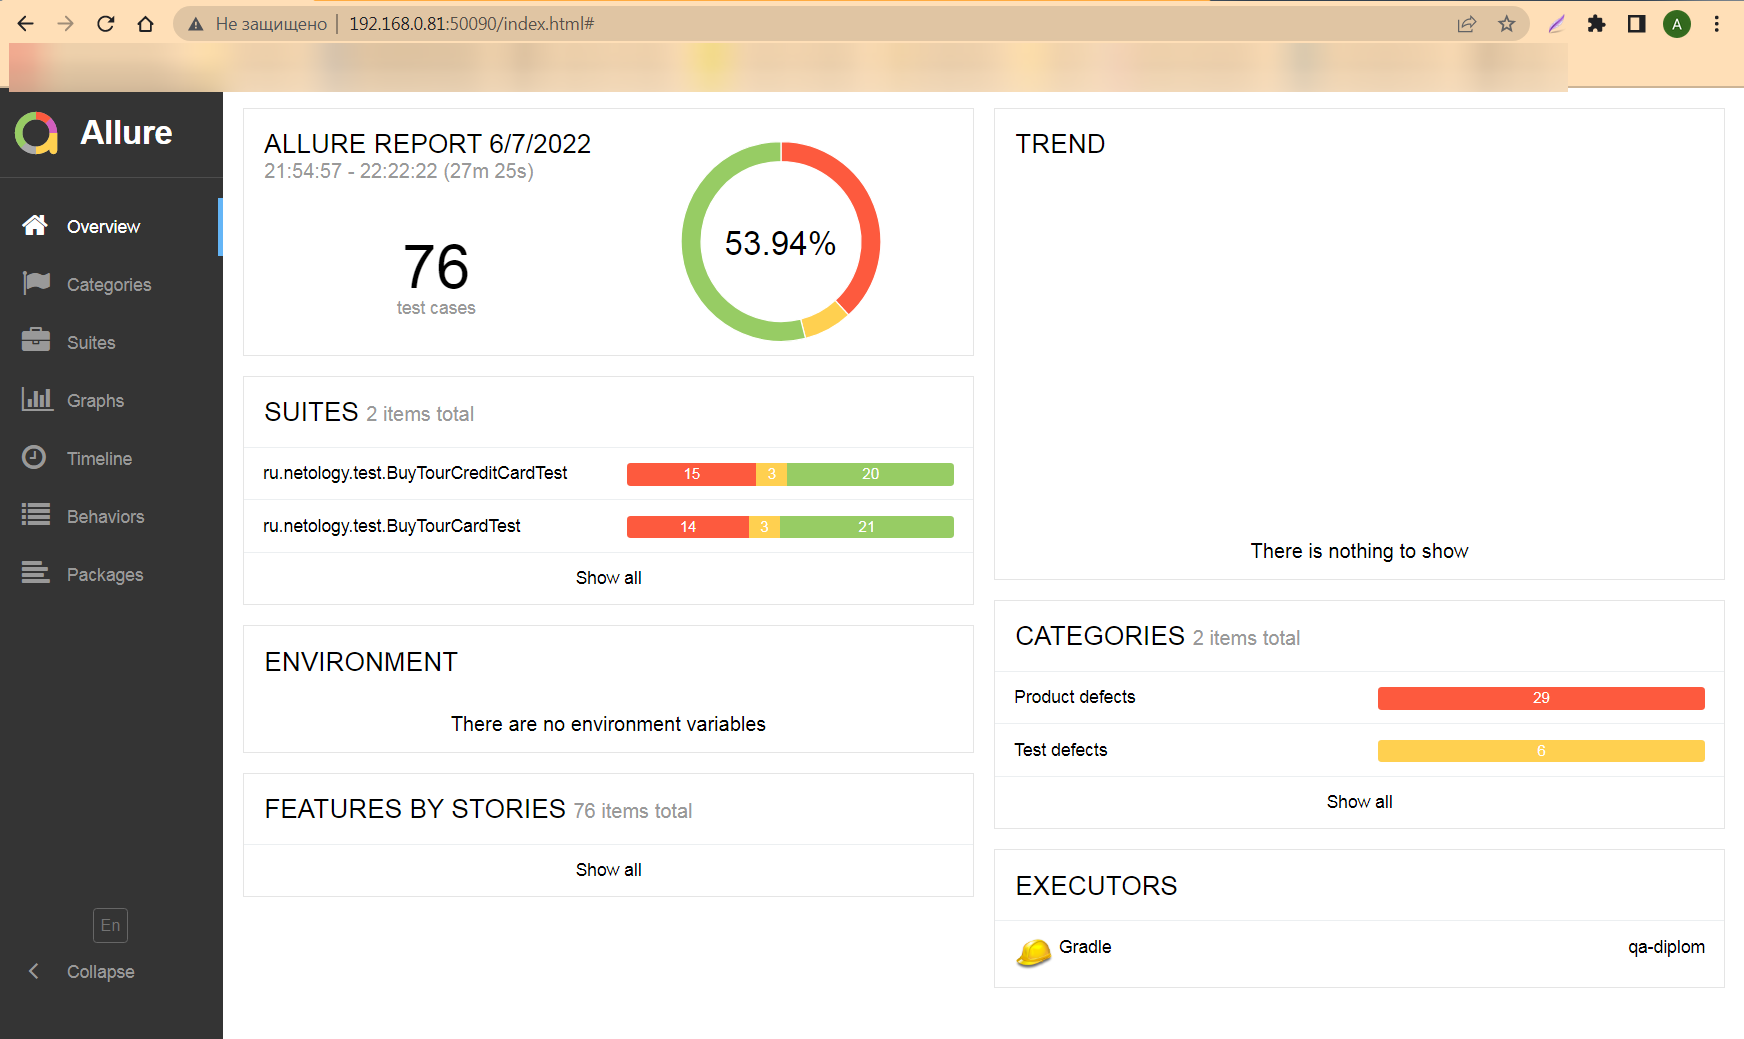 Не защищено | 192.168.0.81:50090/index.html#
A
Allure
Overview
Categories
Suites
Graphs
Timeline
Behaviors
Packages
En
Collapse
ALLURE REPORT 6/7/2022
21:54:57 - 22:22:22 (27m 25s)
76
test cases
53.94%
SUITES 2 items total
ru.netology.test.BuyTourCreditCardTest 15 3 20
ru.netology.test.BuyTourCardTest 14 3 21
Show all
ENVIRONMENT
There are no environment variables
FEATURES BY STORIES 76 items total
Show all
TREND
There is nothing to show
CATEGORIES 2 items total
Product defects 29
Test defects 6
Show all
EXECUTORS
Gradle qa-diplom